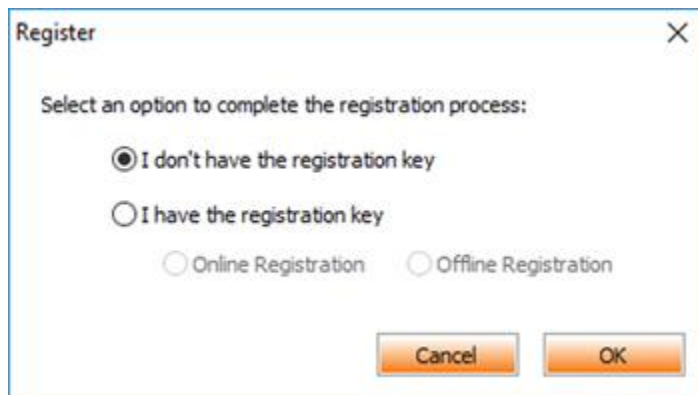 Register
Select an option to complete the registration process:
I don't have the registration key
I have the registration key
Online Registration Offline Registration
Cancel OK